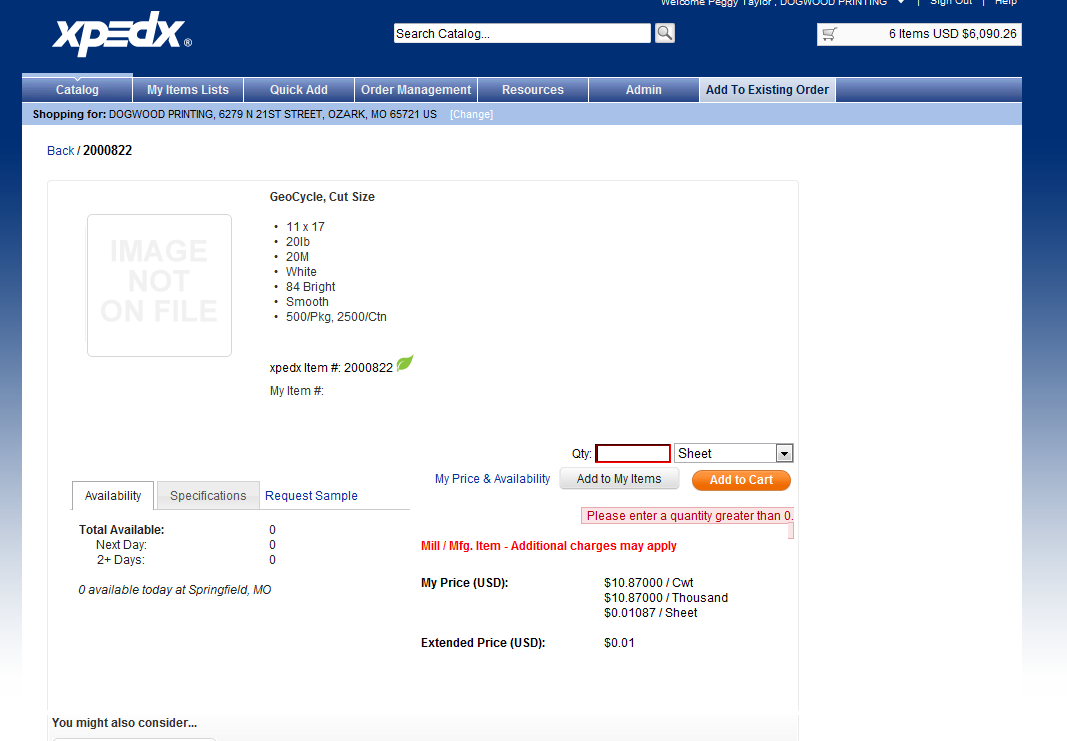 Welcome Peggy Taylor , DOGWOOD PRINTING | Sign Out | Help
xpedx®
Search Catalog...
6 Items USD $6,090.26
Catalog My Items Lists Quick Add Order Management Resources Admin Add To Existing Order
Shopping for: DOGWOOD PRINTING, 6279 N 21ST STREET, OZARK, MO 65721 US [Change]
Back / 2000822
IMAGE
NOT
ON FILE
GeoCycle, Cut Size
• 11 x 17
• 20lb
• 20M
• White
• 84 Bright
• Smooth
• 500/Pkg, 2500/Ctn
xpedx Item #: 2000822
My Item #:
Qty: Sheet
My Price & Availability Add to My Items Add to Cart
Please enter a quantity greater than 0.
Availability Specifications Request Sample
Total Available: 0
Next Day: 0
2+ Days: 0
0 available today at Springfield, MO
Mill / Mfg. Item - Additional charges may apply
My Price (USD): $10.87000 / Cwt
$10.87000 / Thousand
$0.01087 / Sheet
Extended Price (USD): $0.01
You might also consider...